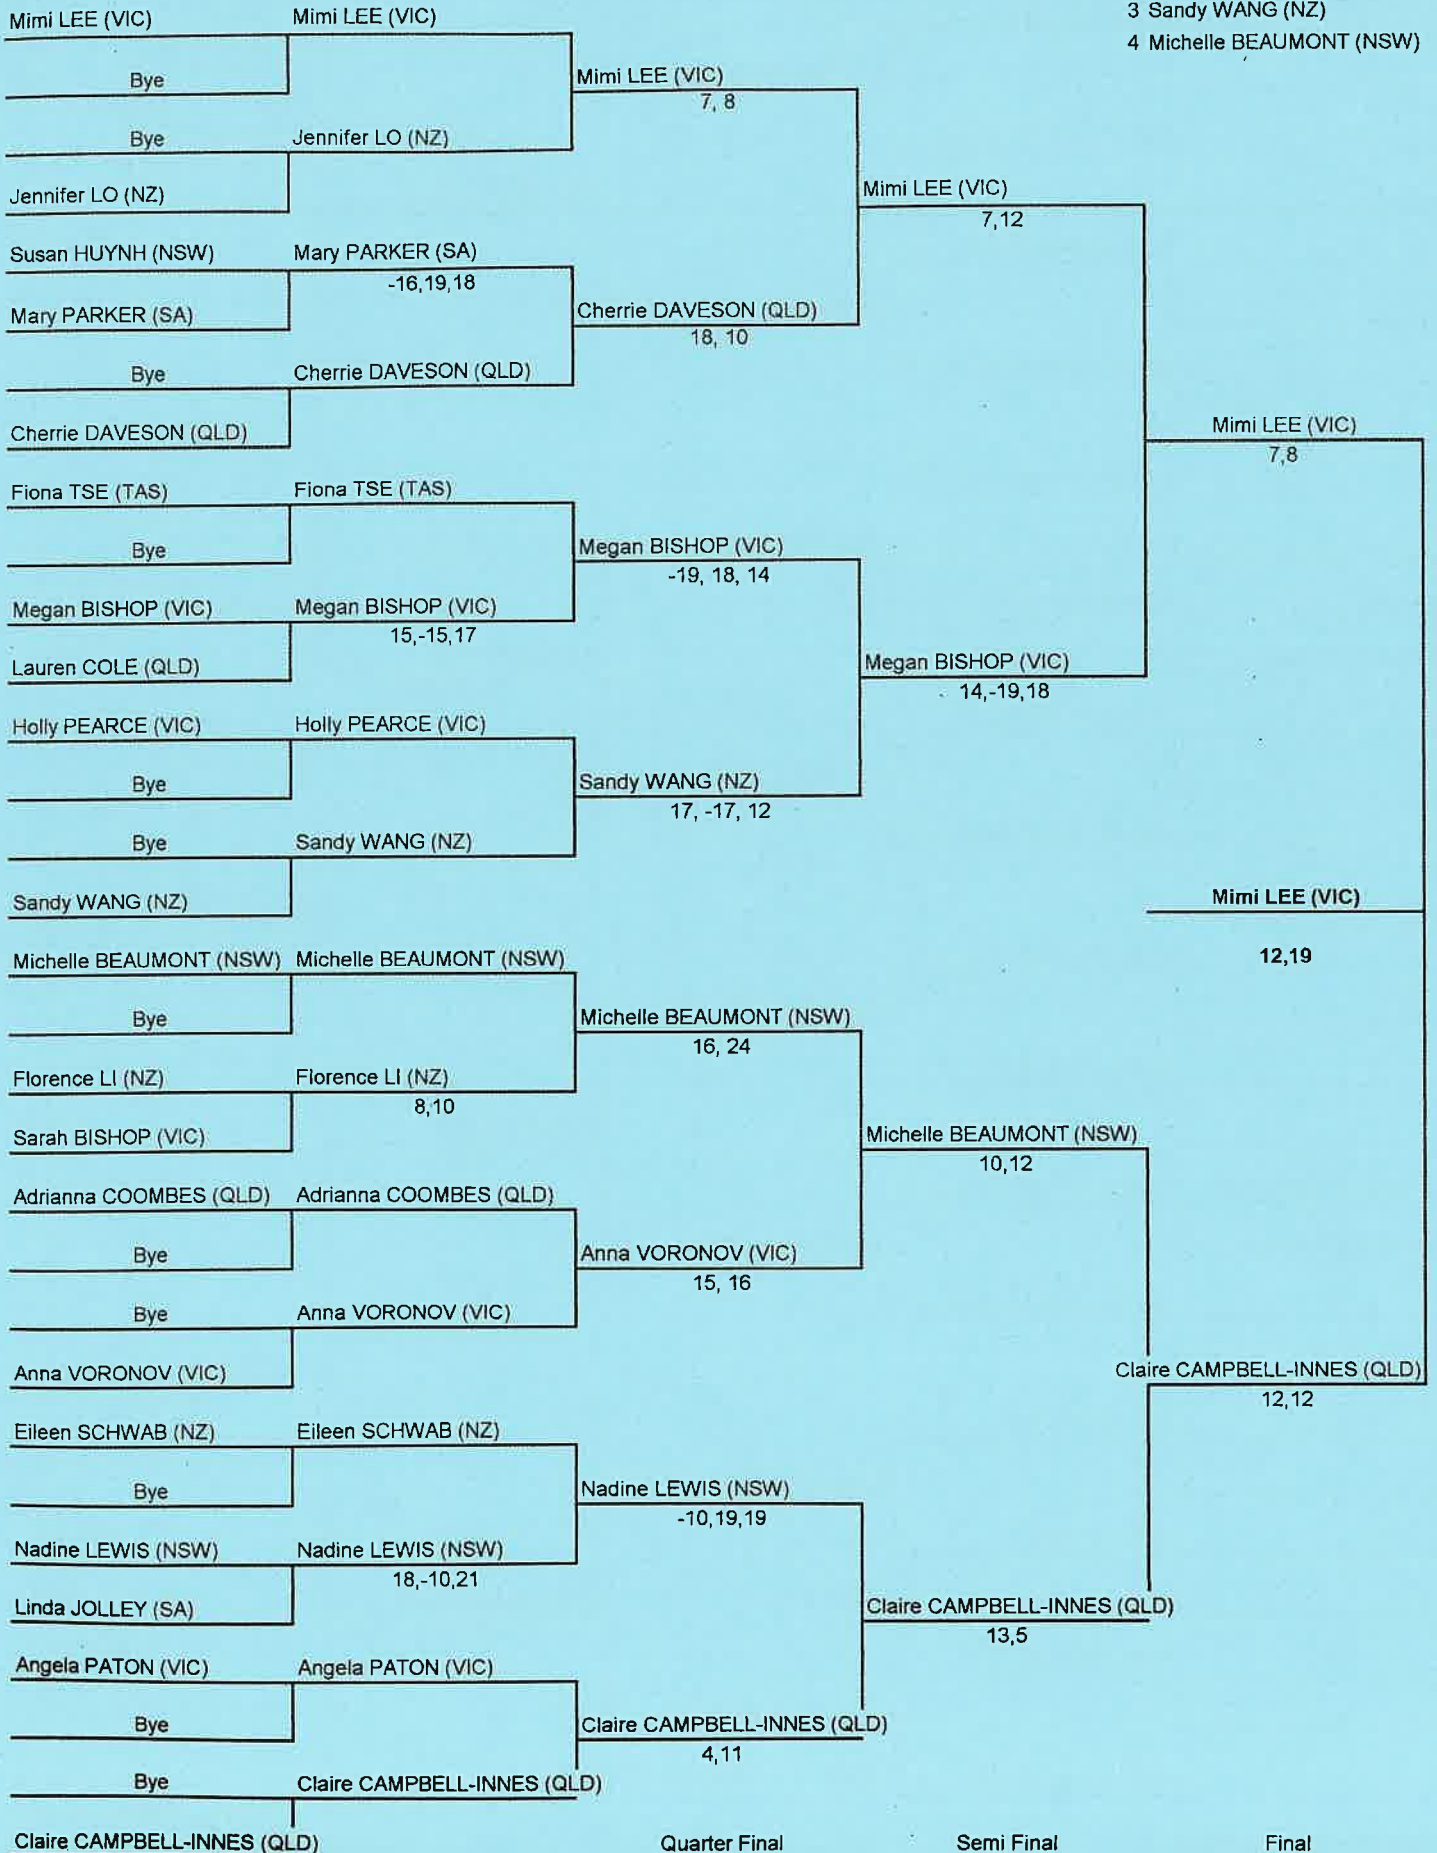 3 Sandy WANG (NZ)
4 Michelle BEAUMONT (NSW)
Mimi LEE (VIC)
Bye
Bye
Jennifer LO (NZ)
Susan HUYNH (NSW)
Mary PARKER (SA)
Bye
Cherrie DAVESON (QLD)
Fiona TSE (TAS)
Bye
Megan BISHOP (VIC)
Lauren COLE (QLD)
Holly PEARCE (VIC)
Bye
Bye
Sandy WANG (NZ)
Michelle BEAUMONT (NSW)
Bye
Florence LI (NZ)
Sarah BISHOP (VIC)
Adrianna COOMBES (QLD)
Bye
Bye
Anna VORONOV (VIC)
Eileen SCHWAB (NZ)
Bye
Nadine LEWIS (NSW)
Linda JOLLEY (SA)
Angela PATON (VIC)
Bye
Bye
Claire CAMPBELL-INNES (QLD)
Mimi LEE (VIC)
Jennifer LO (NZ)
Mary PARKER (SA)
-16,19,18
Cherrie DAVESON (QLD)
Fiona TSE (TAS)
Megan BISHOP (VIC)
15,-15,17
Holly PEARCE (VIC)
Sandy WANG (NZ)
Michelle BEAUMONT (NSW)
Florence LI (NZ)
8,10
Adrianna COOMBES (QLD)
Anna VORONOV (VIC)
Eileen SCHWAB (NZ)
Nadine LEWIS (NSW)
18,-10,21
Angela PATON (VIC)
Claire CAMPBELL-INNES (QLD)
Mimi LEE (VIC)
7, 8
Cherrie DAVESON (QLD)
18, 10
Megan BISHOP (VIC)
-19, 18, 14
Sandy WANG (NZ)
17, -17, 12
Michelle BEAUMONT (NSW)
16, 24
Anna VORONOV (VIC)
15, 16
Nadine LEWIS (NSW)
-10,19,19
Claire CAMPBELL-INNES (QLD)
4,11
Quarter Final
Mimi LEE (VIC)
7,12
Megan BISHOP (VIC)
14,-19,18
Michelle BEAUMONT (NSW)
10,12
Claire CAMPBELL-INNES (QLD)
13,5
Semi Final
Mimi LEE (VIC)
7,8
Mimi LEE (VIC)
12,19
Claire CAMPBELL-INNES (QLD)
12,12
Final